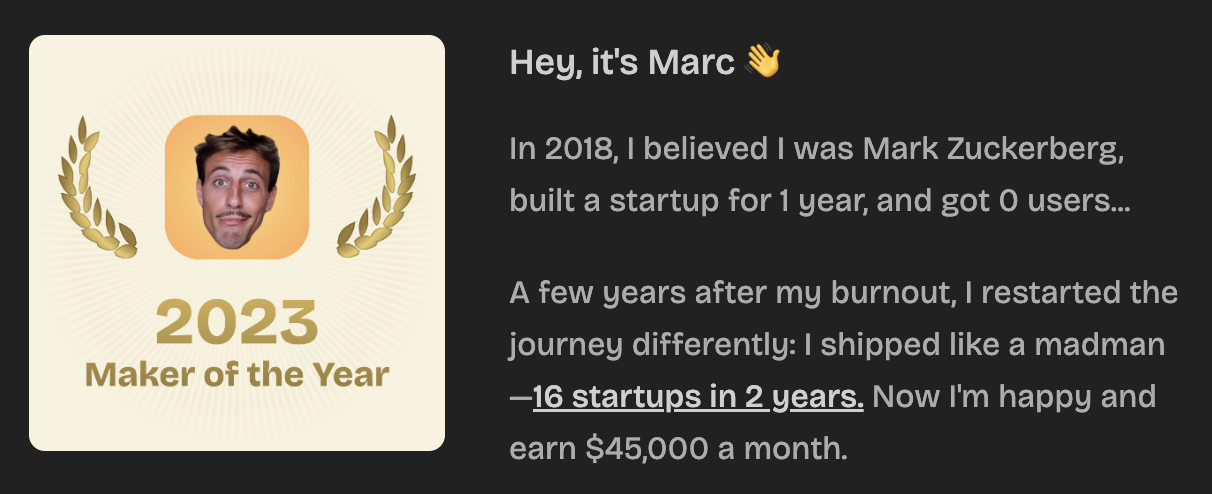 2023
Maker of the Year
Hey, it's Marc 👋
In 2018, I believed I was Mark Zuckerberg,
built a startup for 1 year, and got 0 users...
A few years after my burnout, I restarted the
journey differently: I shipped like a madman
—16 startups in 2 years. Now I'm happy and
earn $45,000 a month.